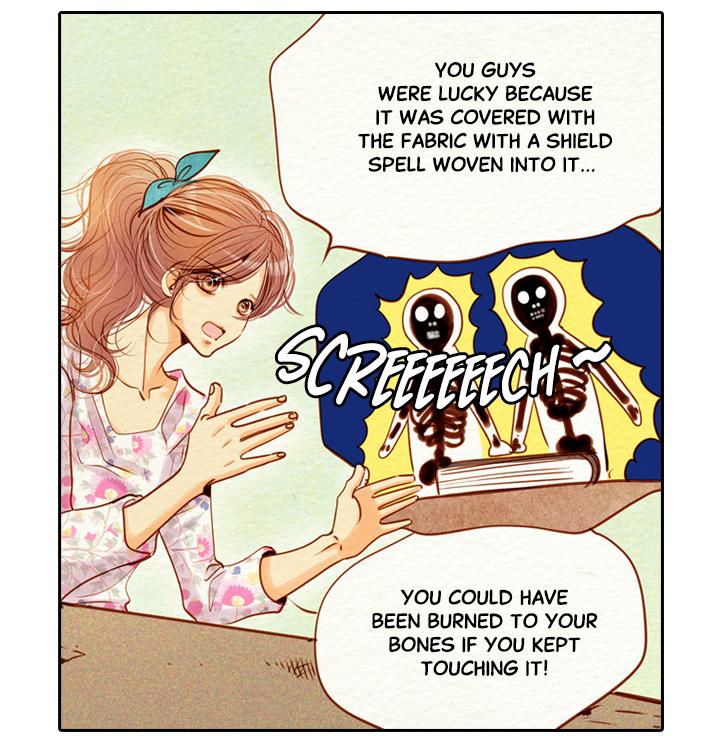 YOU GUYS
WERE LUCKY BECAUSE
IT WAS COVERED WITH
THE FABRIC WITH A SHIELD
SPELL WOVEN INTO IT...
SCREEEEEECH~
YOU COULD HAVE
BEEN BURNED TO YOUR
BONES IF YOU KEPT
TOUCHING IT!